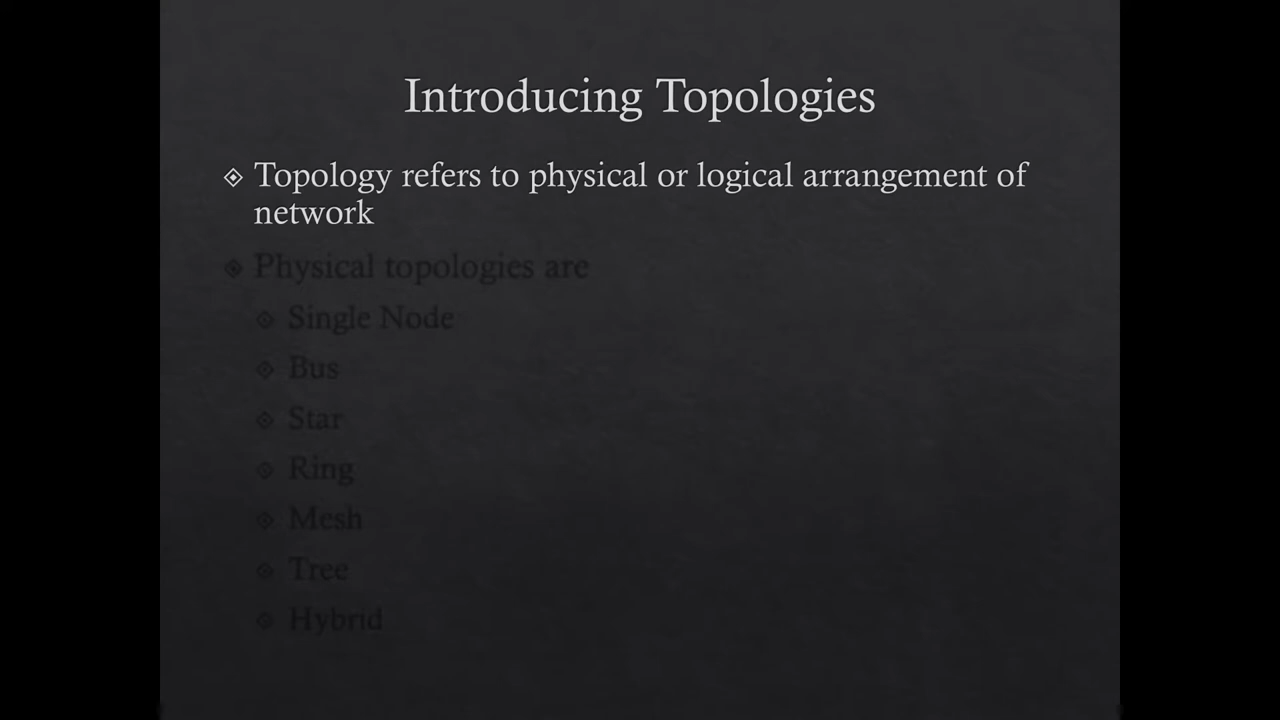 Introducing Topologies
Topology refers to physical or logical arrangement of
network
Physical topologies are
Single Node
Bus
Star
Ring
Mesh
Tree
Hybrid